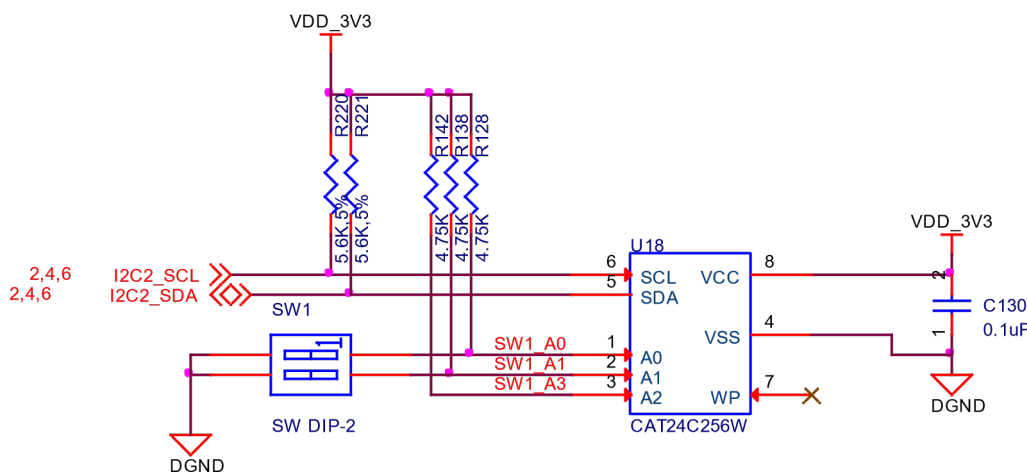 VDD_3V3
R220
R221
R142
R138
R128
5.6K,5%
5.6K,5%
4.75K
4.75K
4.75K
VDD_3V3
U18
2,4,6 I2C2_SCL 6 SCL VCC 8 2
2,4,6 I2C2_SDA 5 SDA
SW1
C130
0.1uF
4 VSS 1
1 SW1_A0 1 A0
SW1_A1 2 A1
SW1_A3 3 A2 WP 7
DGND
SW DIP-2 CAT24C256W
DGND